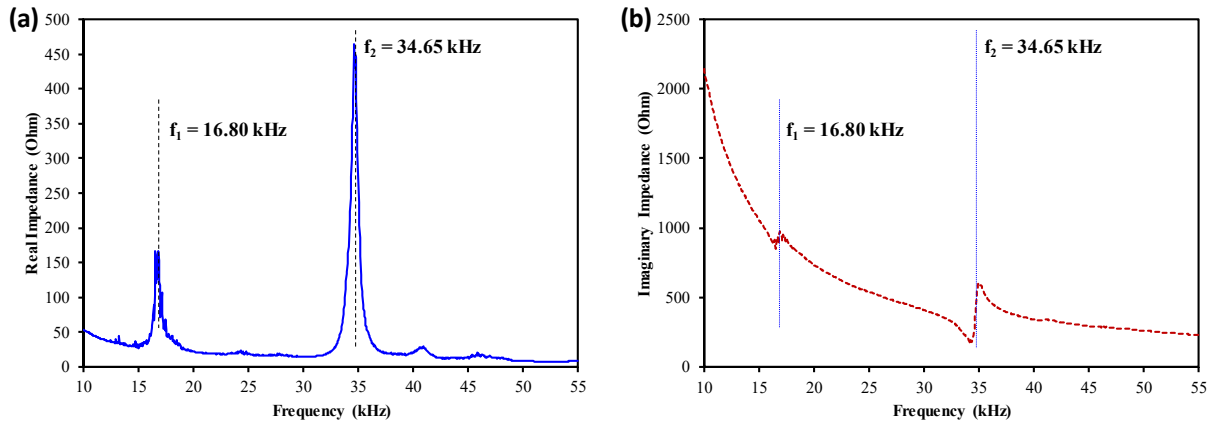 (a)
500
450
400
350
300
250
200
150
100
50
0
Real Impedance (Ohm)
f₂ = 34.65 kHz
f₁ = 16.80 kHz
10 15 20 25 30 35 40 45 50 55
Frequency (kHz)
(b)
2500
2000
1500
1000
500
0
Imaginary Impedance (Ohm)
f₂ = 34.65 kHz
f₁ = 16.80 kHz
10 15 20 25 30 35 40 45 50 55
Frequency (kHz)